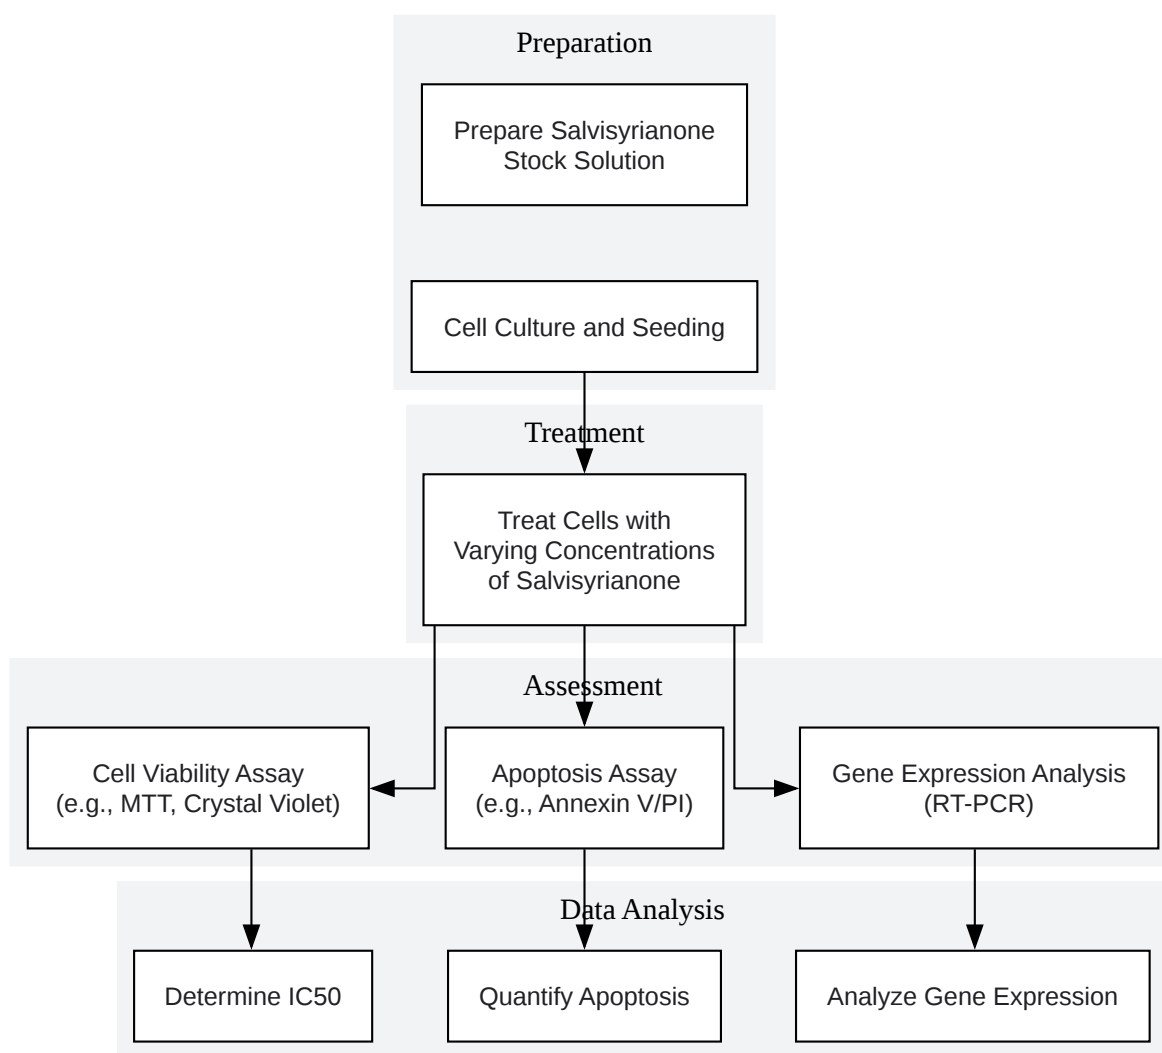 Preparation
Prepare Salvisyrianone
Stock Solution
Cell Culture and Seeding
Treatment
Treat Cells with
Varying Concentrations
of Salvisyrianone
Assessment
Cell Viability Assay
(e.g., MTT, Crystal Violet)
Apoptosis Assay
(e.g., Annexin V/PI)
Gene Expression Analysis
(RT-PCR)
Data Analysis
Determine IC50
Quantify Apoptosis
Analyze Gene Expression